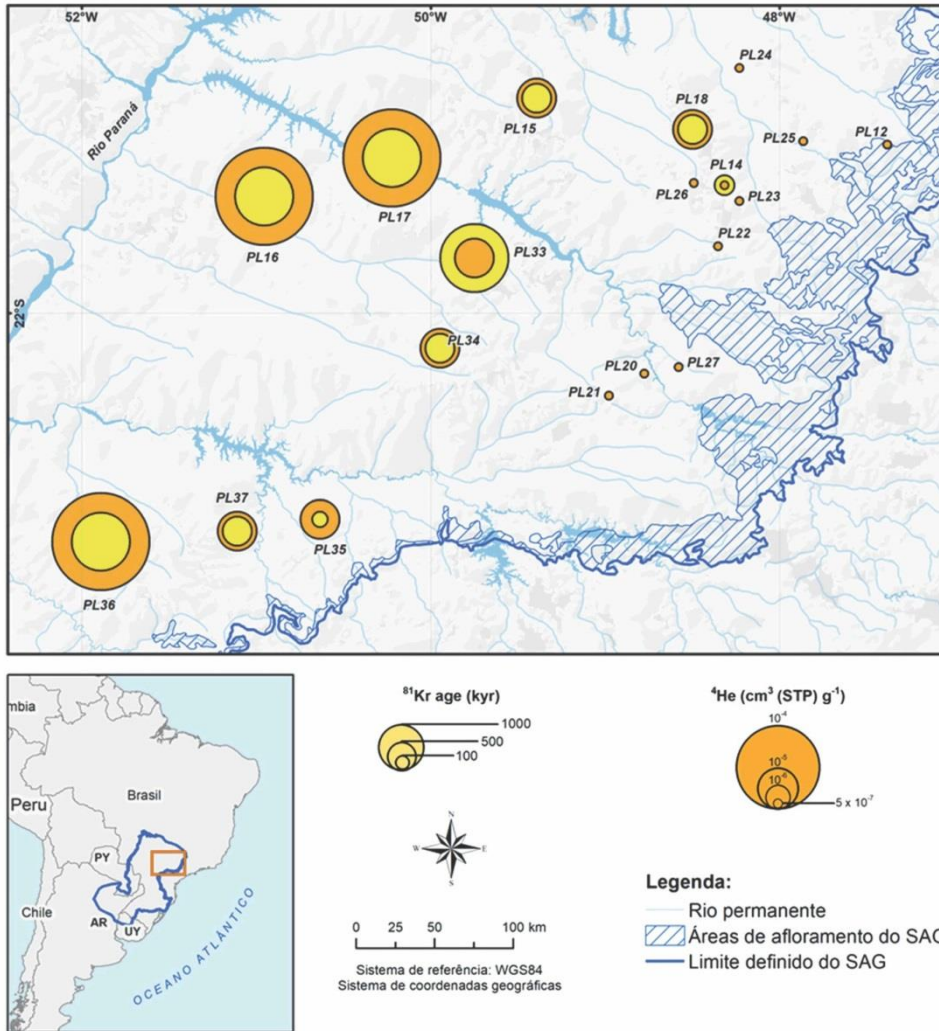 52°W 50°W 48°W
PL24
Rio Paraná
PL15
PL18
PL25
PL12
PL14
PL17
PL26
PL23
PL16
PL33
PL22
22°S
PL34
PL20
PL27
PL21
PL37
PL35
PL36
mbia
Brasil
Peru
PY
Chile
AR
UY
OCEANO ATLÂNTICO
⁸¹Kr age (kyr)
1000
500
100
N
W E
S
0 25 50 100 km
Sistema de referência: WGS84
Sistema de coordenadas geográficas
⁴He (cm³ (STP) g⁻¹)
10⁻⁴
10⁻⁵
10⁻⁶
5 x 10⁻⁷
Legenda:
Rio permanente
Áreas de afloramento do SAG
Limite definido do SAG